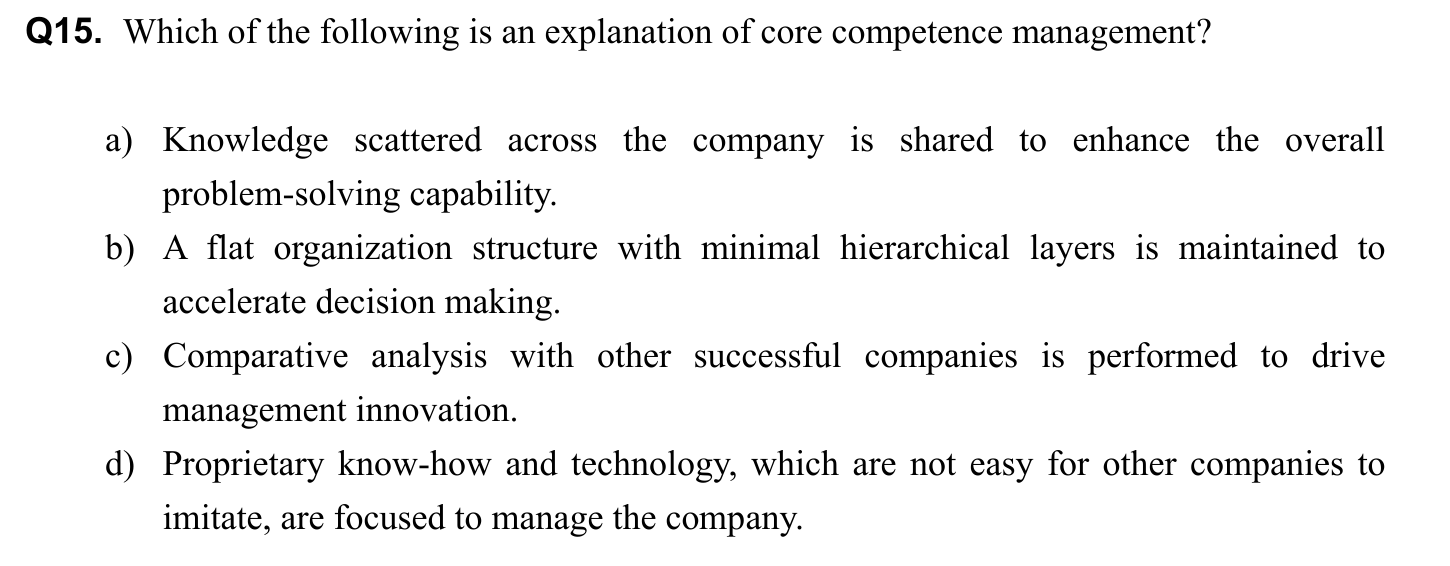 Q15. Which of the following is an explanation of core competence management?
a) Knowledge scattered across the company is shared to enhance the overall
problem-solving capability.
b) A flat organization structure with minimal hierarchical layers is maintained to
accelerate decision making.
c) Comparative analysis with other successful companies is performed to drive
management innovation.
d) Proprietary know-how and technology, which are not easy for other companies to
imitate, are focused to manage the company.